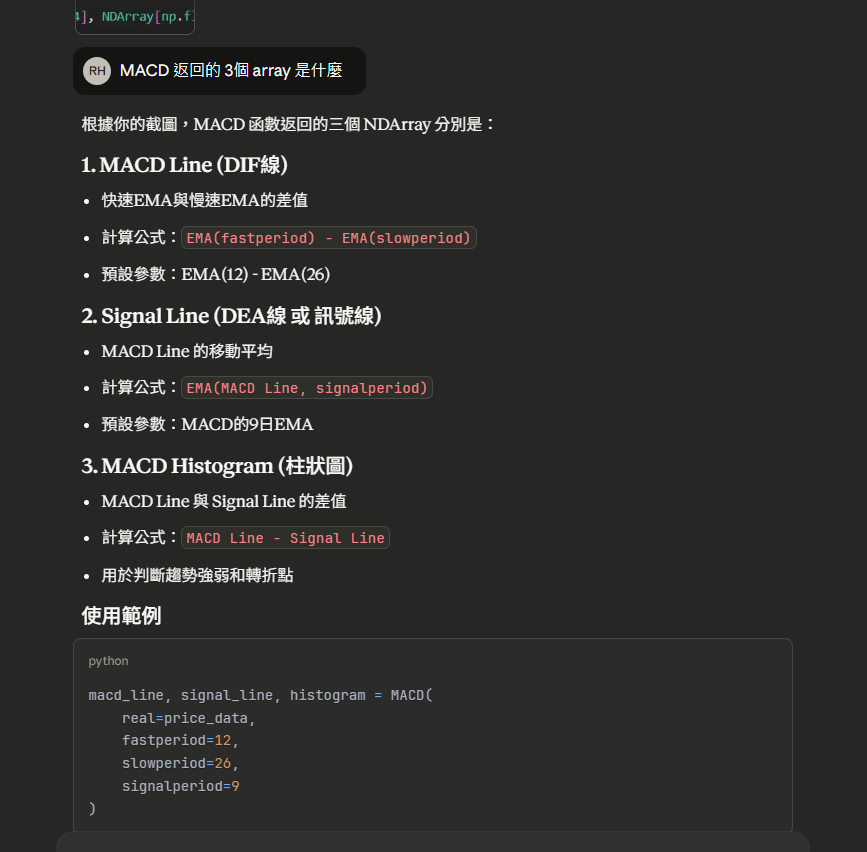 4], NDArray[np.f
RH MACD 返回的 3個 array 是什麼
根據你的截圖，MACD 函數返回的三個 NDArray 分別是：
1. MACD Line (DIF線)
• 快速EMA與慢速EMA的差值
• 計算公式：EMA(fastperiod) - EMA(slowperiod)
• 預設參數：EMA(12) - EMA(26)
2. Signal Line (DEA線 或 訊號線)
• MACD Line 的移動平均
• 計算公式：EMA(MACD Line, signalperiod)
• 預設參數：MACD的9日EMA
3. MACD Histogram (柱狀圖)
• MACD Line 與 Signal Line 的差值
• 計算公式：MACD Line - Signal Line
• 用於判斷趨勢強弱和轉折點
使用範例
python
macd_line, signal_line, histogram = MACD(
    real=price_data,
    fastperiod=12,
    slowperiod=26,
    signalperiod=9
)